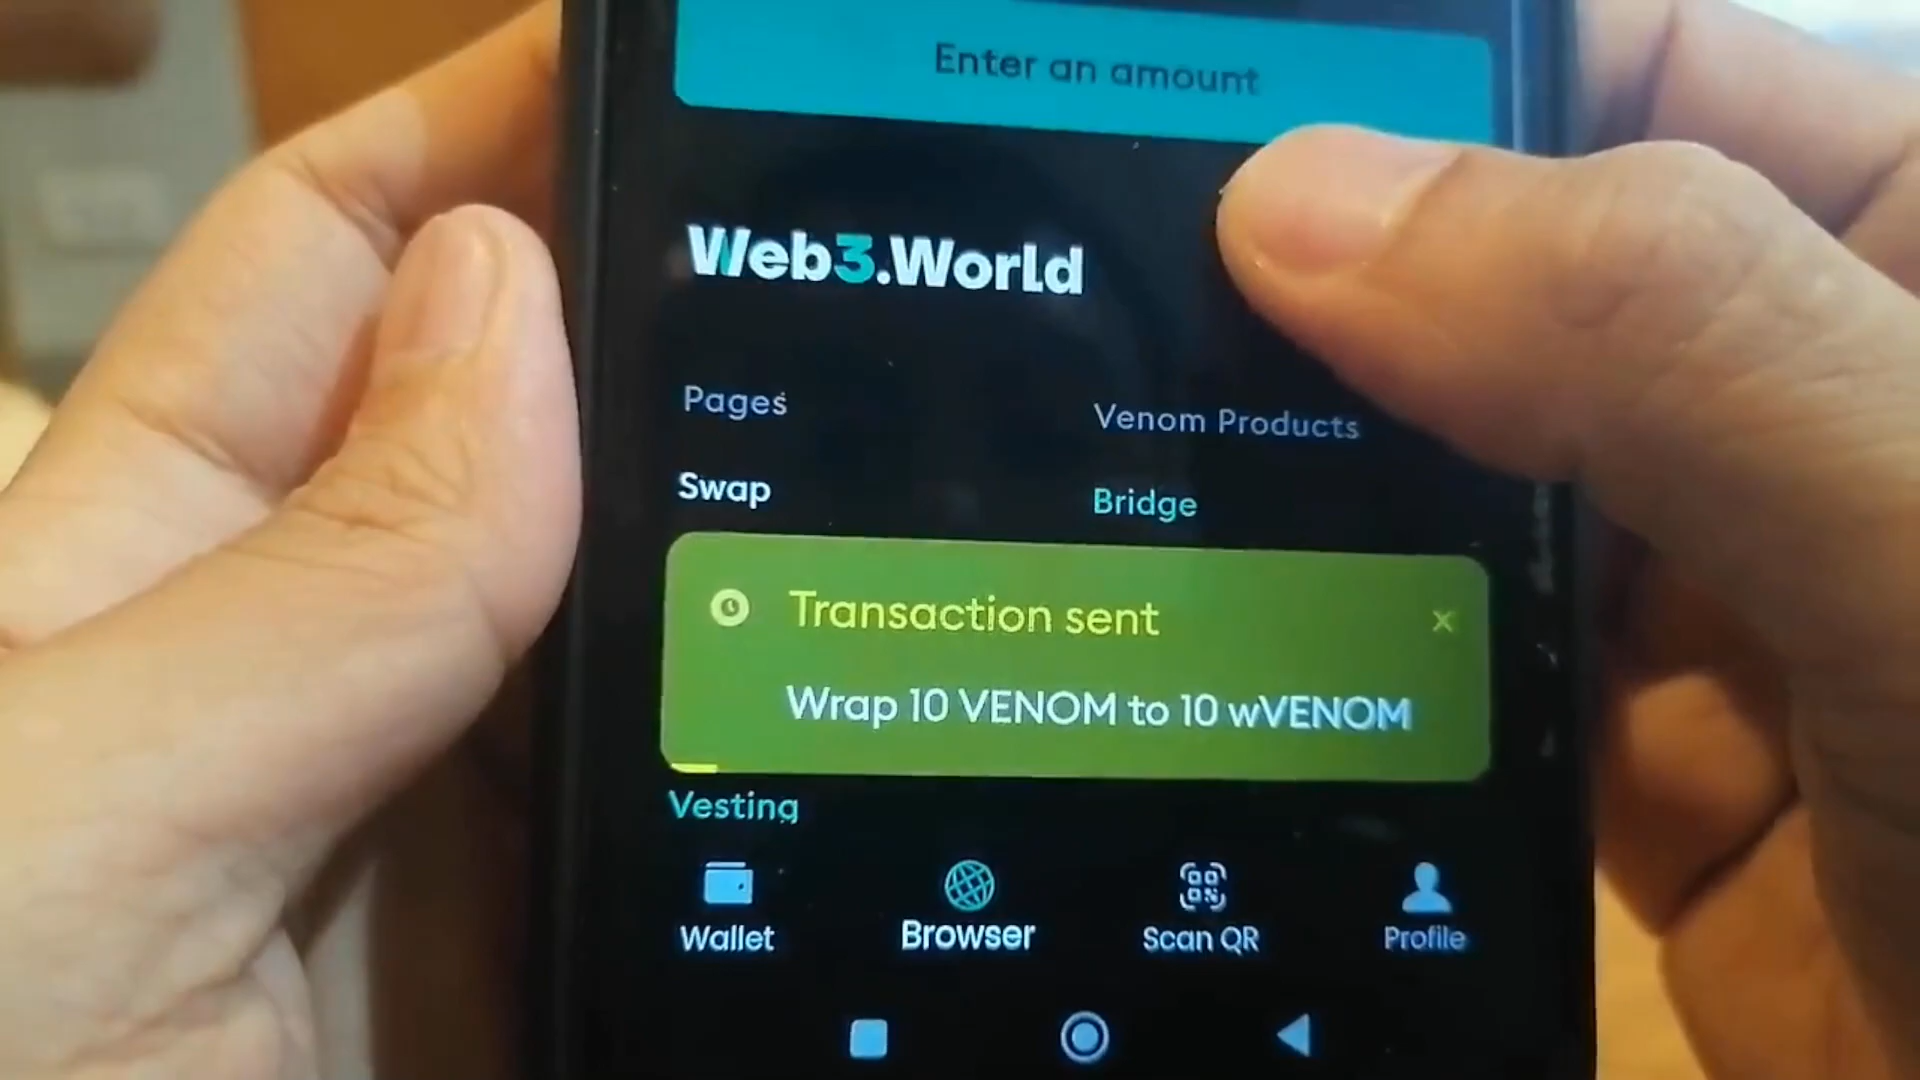 Enter an amount
Web3.World
Pages
Venom Products
Swap
Bridge
Transaction sent
Wrap 10 VENOM to 10 wVENOM
Vesting
Wallet
Browser
Scan QR
Profile